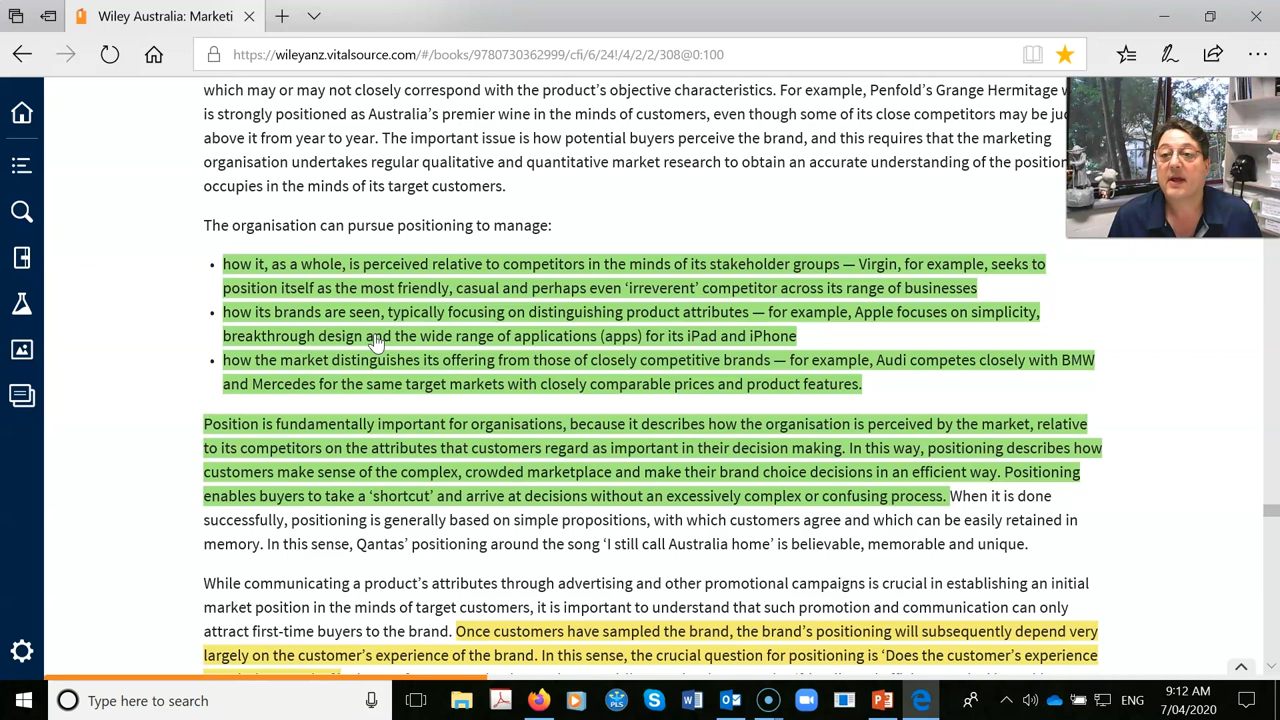 Wiley Australia: Marketi
https://wileyanz.vitalsource.com/#/books/9780730362999/cfi/6/24!/4/2/2/308@0:100
which may or may not closely correspond with the product's objective characteristics. For example, Penfold's Grange Hermitage
is strongly positioned as Australia's premier wine in the minds of customers, even though some of its close competitors may be
above it from year to year. The important issue is how potential buyers perceive the brand, and this requires that the marketing
organisation undertakes regular qualitative and quantitative market research to obtain an accurate understanding of the
occupies in the minds of its target customers.
The organisation can pursue positioning to manage:
• how it, as a whole, is perceived relative to competitors in the minds of its stakeholder groups — Virgin, for example, seeks to
position itself as the most friendly, casual and perhaps even 'irreverent' competitor across its range of businesses
• how its brands are seen, typically focusing on distinguishing product attributes — for example, Apple focuses on simplicity,
breakthrough design and the wide range of applications (apps) for its iPad and iPhone
• how the market distinguishes its offering from those of closely competitive brands — for example, Audi competes closely with BMW
and Mercedes for the same target markets with closely comparable prices and product features.
Position is fundamentally important for organisations, because it describes how the organisation is perceived by the market, relative
to its competitors on the attributes that customers regard as important in their decision making. In this way, positioning describes how
customers make sense of the complex, crowded marketplace and make their brand choice decisions in an efficient way. Positioning
enables buyers to take a 'shortcut' and arrive at decisions without an excessively complex or confusing process. When it is done
successfully, positioning is generally based on simple propositions, with which customers agree and which can be easily retained in
memory. In this sense, Qantas' positioning around the song 'I still call Australia home' is believable, memorable and unique.
While communicating a product's attributes through advertising and other promotional campaigns is crucial in establishing an initial
market position in the minds of target customers, it is important to understand that such promotion and communication can only
attract first-time buyers to the brand. Once customers have sampled the brand, the brand's positioning will subsequently depend very
largely on the customer's experience of the brand. In this sense, the crucial question for positioning is 'Does the customer's experience
Type here to search
ENG
9:12 AM
7/04/2020